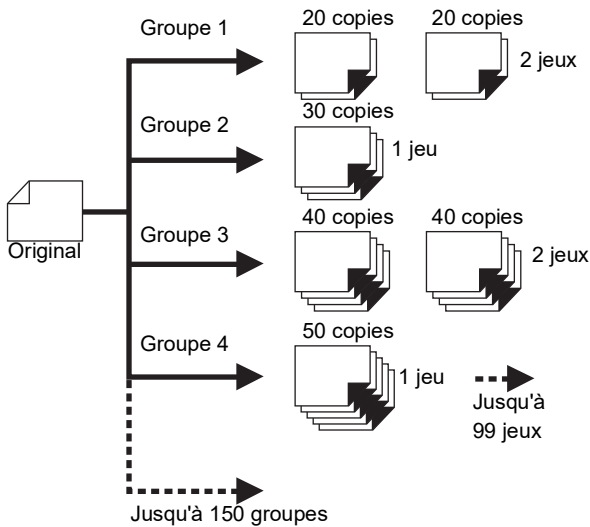 Groupe 1
20 copies
20 copies
2 jeux
Groupe 2
30 copies
1 jeu
Original
Groupe 3
40 copies
40 copies
2 jeux
Groupe 4
50 copies
1 jeu
Jusqu'à
99 jeux
Jusqu'à 150 groupes